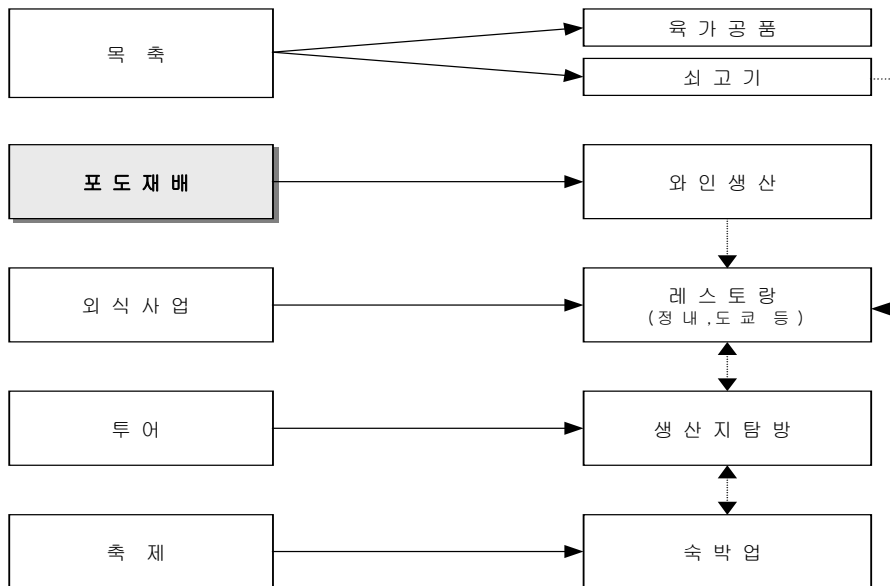 목 축
육가공품
쇠고기
포도재배
와인생산
외식사업
레스토랑
(정내,도쿄 등)
투어
생산지탐방
축 제
숙박업